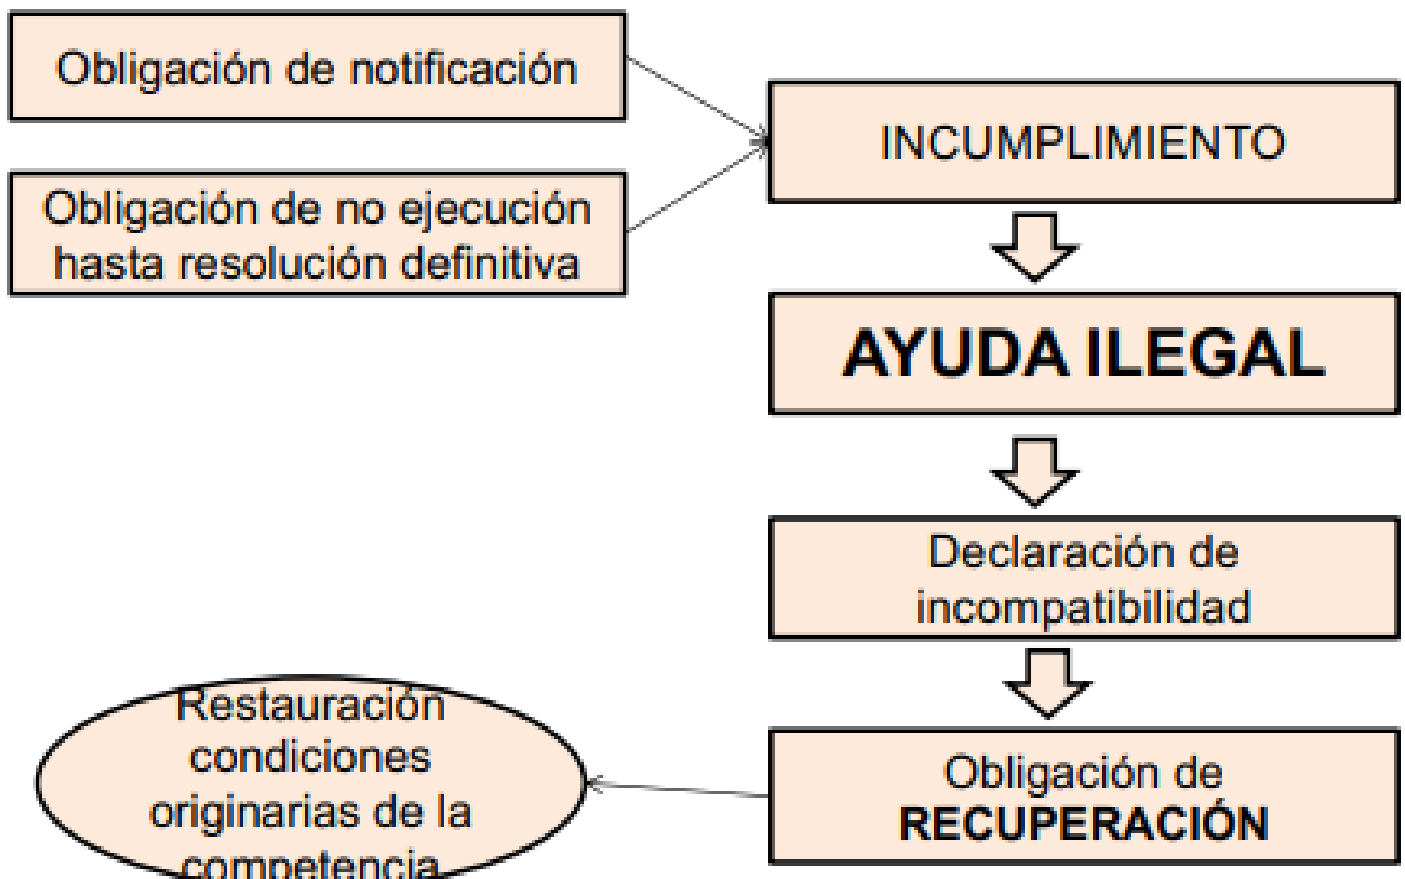 Obligación de notificación
INCUMPLIMIENTO
Obligación de no ejecución
hasta resolución definitiva
AYUDA ILEGAL
Declaración de
incompatibilidad
Obligación de
RECUPERACIÓN
Restauración
condiciones
originarias de la
competencia